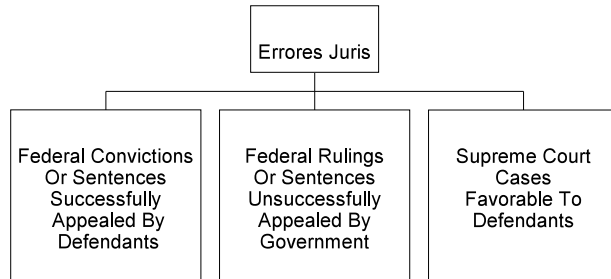 Errores Juris
Federal Convictions
Or Sentences
Successfully
Appealed By
Defendants
Federal Rulings
Or Sentences
Unsuccessfully
Appealed By
Government
Supreme Court
Cases
Favorable To
Defendants